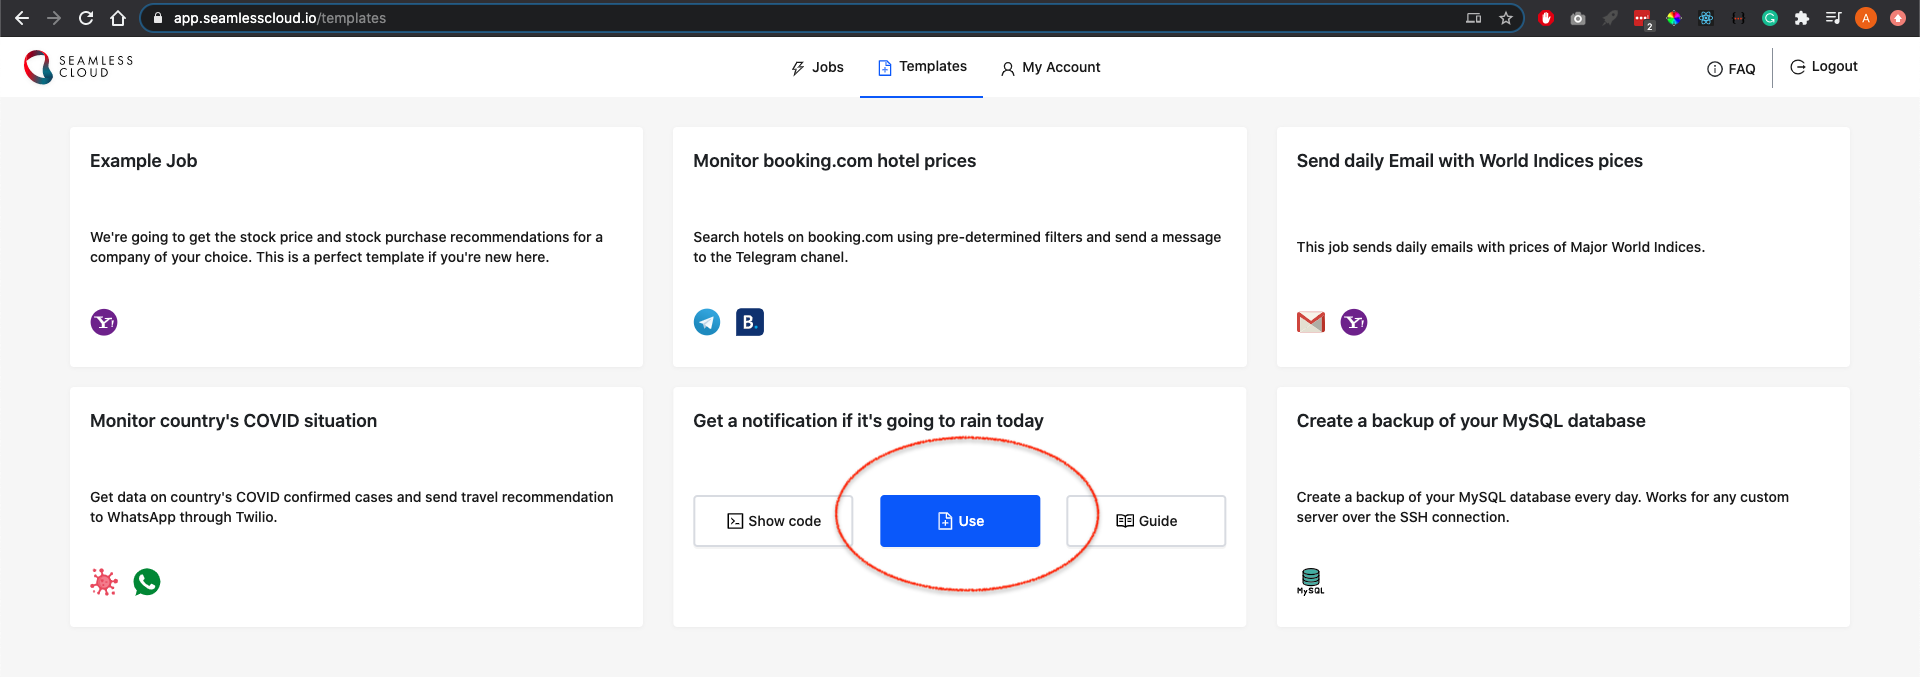 app.seamlesscloud.io/templates
2
A
SEAMLESS
CLOUD
Jobs
Templates
My Account
FAQ
Logout
Example Job
We're going to get the stock price and stock purchase recommendations for a
company of your choice. This is a perfect template if you're new here.
Y!
Monitor booking.com hotel prices
Search hotels on booking.com using pre-determined filters and send a message
to the Telegram chanel.
B.
Send daily Email with World Indices pices
This job sends daily emails with prices of Major World Indices.
Y!
Monitor country's COVID situation
Get data on country's COVID confirmed cases and send travel recommendation
to WhatsApp through Twilio.
Get a notification if it's going to rain today
Show code
Use
Guide
Create a backup of your MySQL database
Create a backup of your MySQL database every day. Works for any custom
server over the SSH connection.
MySQL